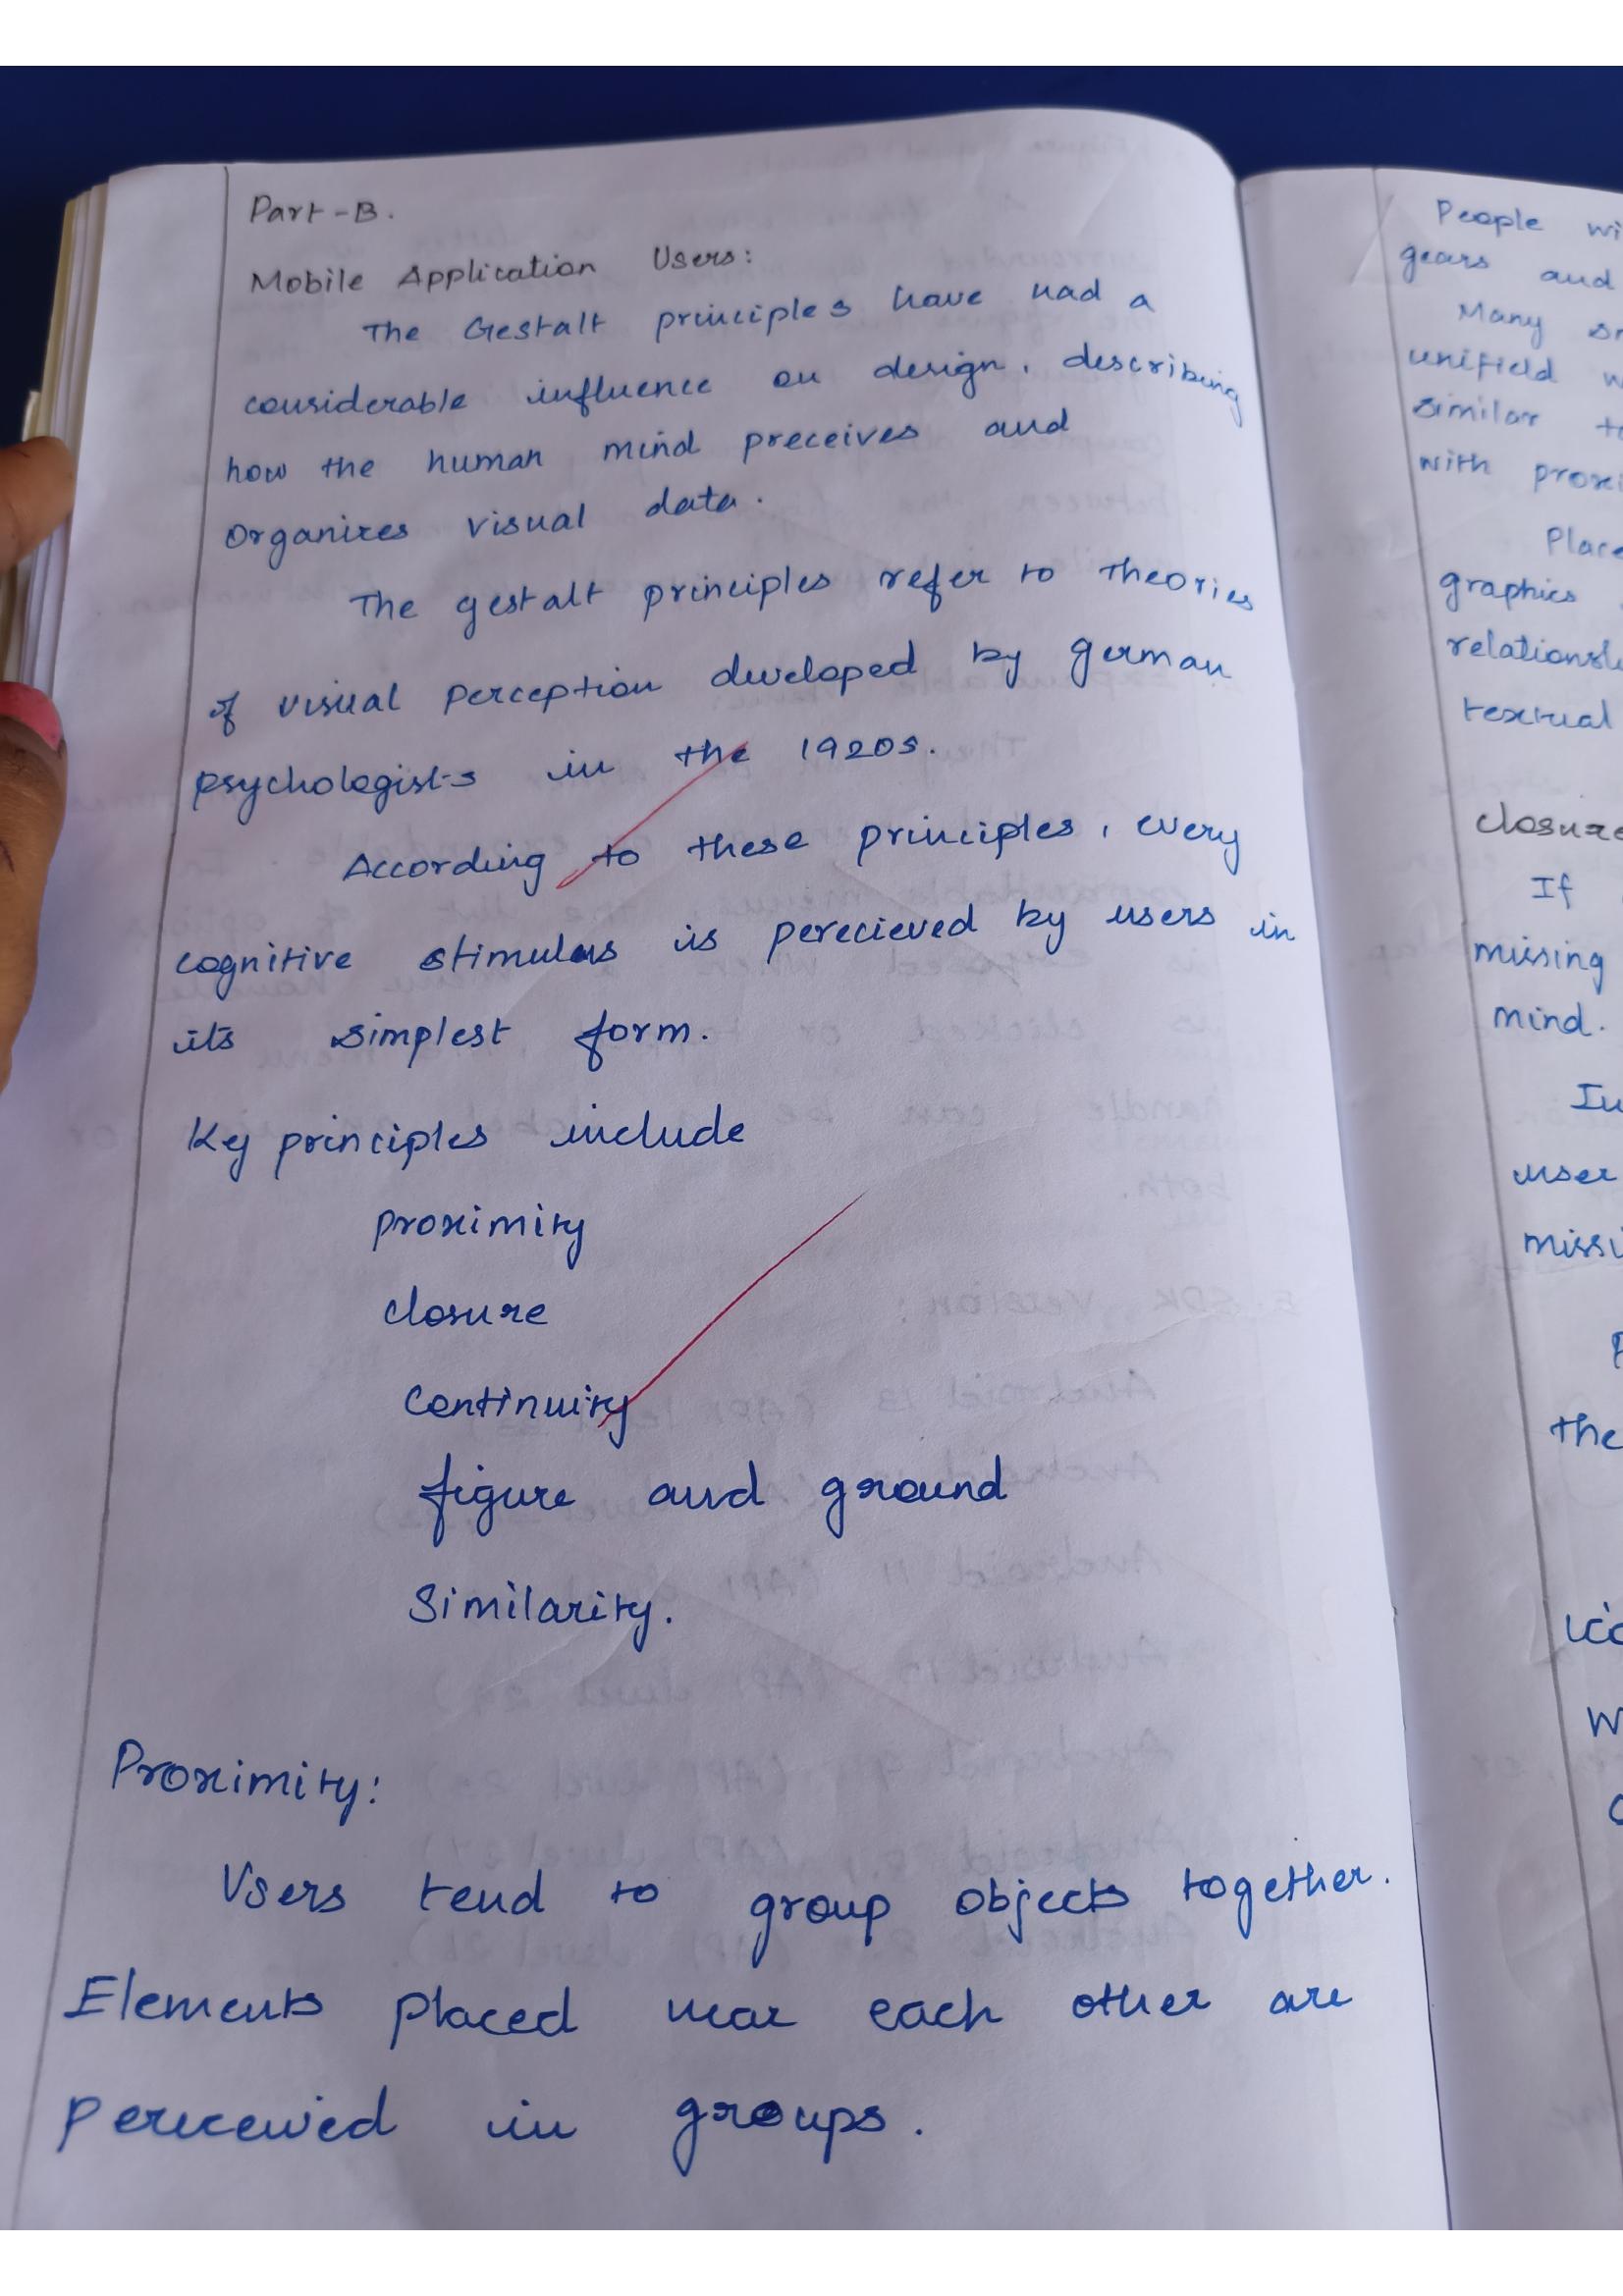 Part-B.
Mobile Application Users:
The Gestalt principles have had a
considerable influence on design, describing
how the human mind preceives and
Organizes visual data.
The gestalt principles refer to theories
of visual perception developed by german
psychologists in the 1920s.
According to these principles, every
cognitive stimulus is perecieved by users in
its simplest form.
Key principles include
proximity
closure
Continuity
figure and ground
Similarity.
Proximity:
Users tend to group objects together.
Elements placed near each other are
perceived in groups.
People wi
gears and
Many sm
unifield w
similar to
with proxi
Place
graphics
relationsh
textual
closure
If
missing
mind.
In
user
missi
the